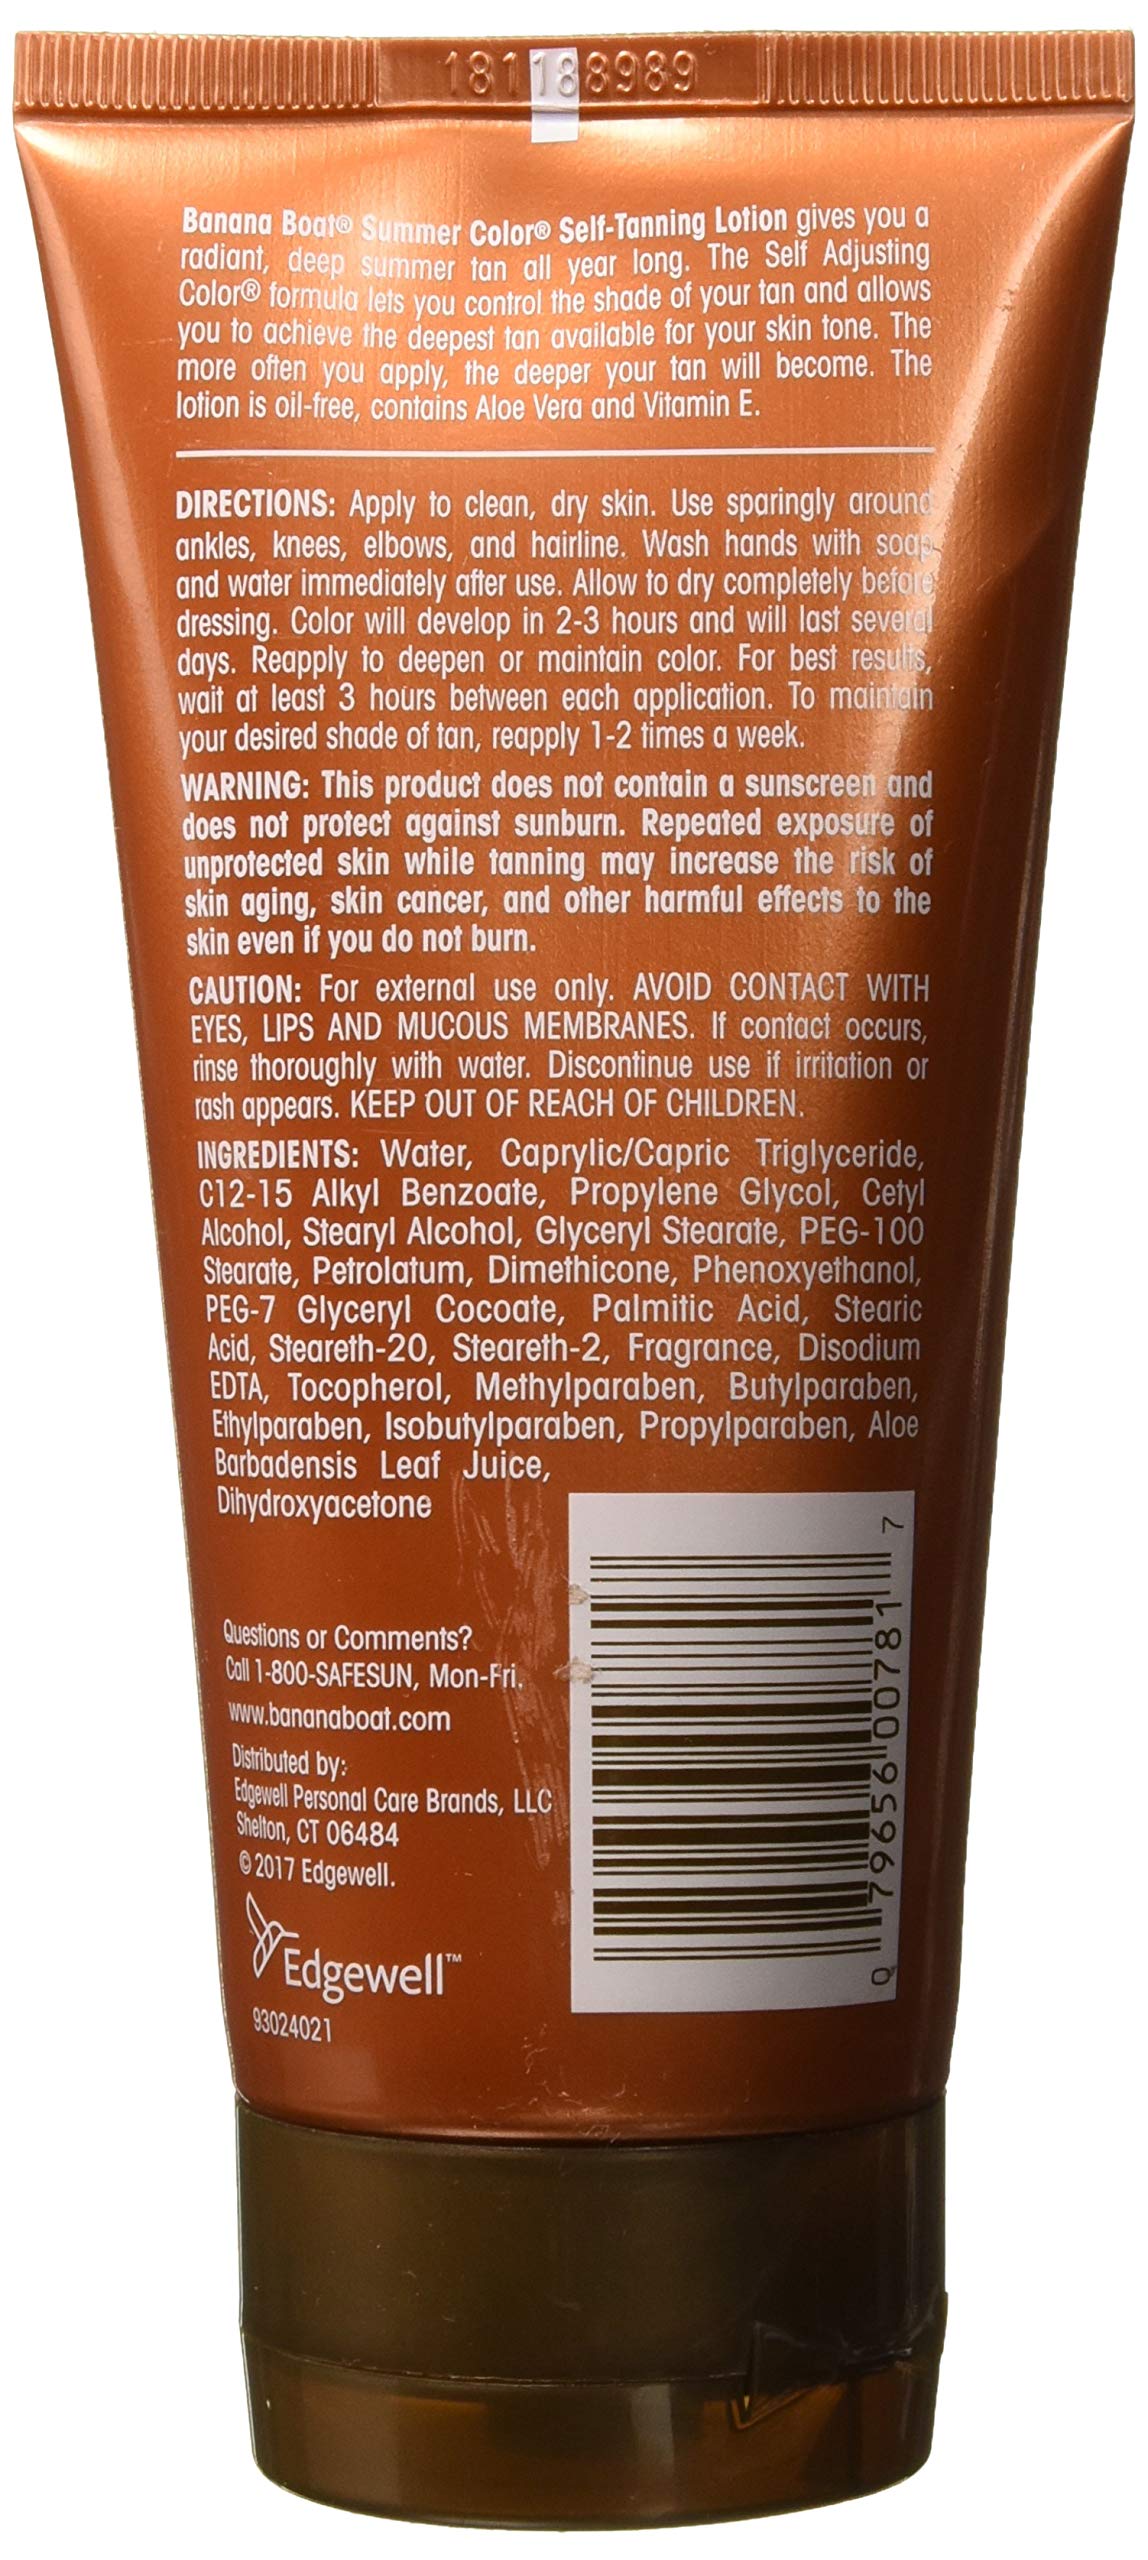 181188989
Banana Boat® Summer Color® Self-Tanning Lotion gives you a
radiant, deep summer tan all year long. The Self Adjusting
Color® formula lets you control the shade of your tan and allows
you to achieve the deepest tan available for your skin tone. The
more often you apply, the deeper your tan will become. The
lotion is oil-free, contains Aloe Vera and Vitamin E.
DIRECTIONS: Apply to clean, dry skin. Use sparingly around
ankles, knees, elbows, and hairline. Wash hands with soap
and water immediately after use. Allow to dry completely before
dressing. Color will develop in 2-3 hours and will last several
days. Reapply to deepen or maintain color. For best results,
wait at least 3 hours between each application. To maintain
your desired shade of tan, reapply 1-2 times a week.
WARNING: This product does not contain a sunscreen and
does not protect against sunburn. Repeated exposure of
unprotected skin while tanning may increase the risk of
skin aging, skin cancer, and other harmful effects to the
skin even if you do not burn.
CAUTION: For external use only. AVOID CONTACT WITH
EYES, LIPS AND MUCOUS MEMBRANES. If contact occurs,
rinse thoroughly with water. Discontinue use if irritation or
rash appears. KEEP OUT OF REACH OF CHILDREN.
INGREDIENTS: Water, Caprylic/Capric Triglyceride,
C12-15 Alkyl Benzoate, Propylene Glycol, Cetyl
Alcohol, Stearyl Alcohol, Glyceryl Stearate, PEG-100
Stearate, Petrolatum, Dimethicone, Phenoxyethanol,
PEG-7 Glyceryl Cocoate, Palmitic Acid, Stearic
Acid, Steareth-20, Steareth-2, Fragrance, Disodium
EDTA, Tocopherol, Methylparaben, Butylparaben,
Ethylparaben, Isobutylparaben, Propylparaben, Aloe
Barbadensis Leaf Juice,
Dihydroxyacetone
Questions or Comments?
Call 1-800-SAFESUN, Mon-Fri.
www.bananaboat.com
Distributed by:
Edgewell Personal Care Brands, LLC
Shelton, CT 06484
© 2017 Edgewell.
Edgewell™
93024021
0 79656 00781 7